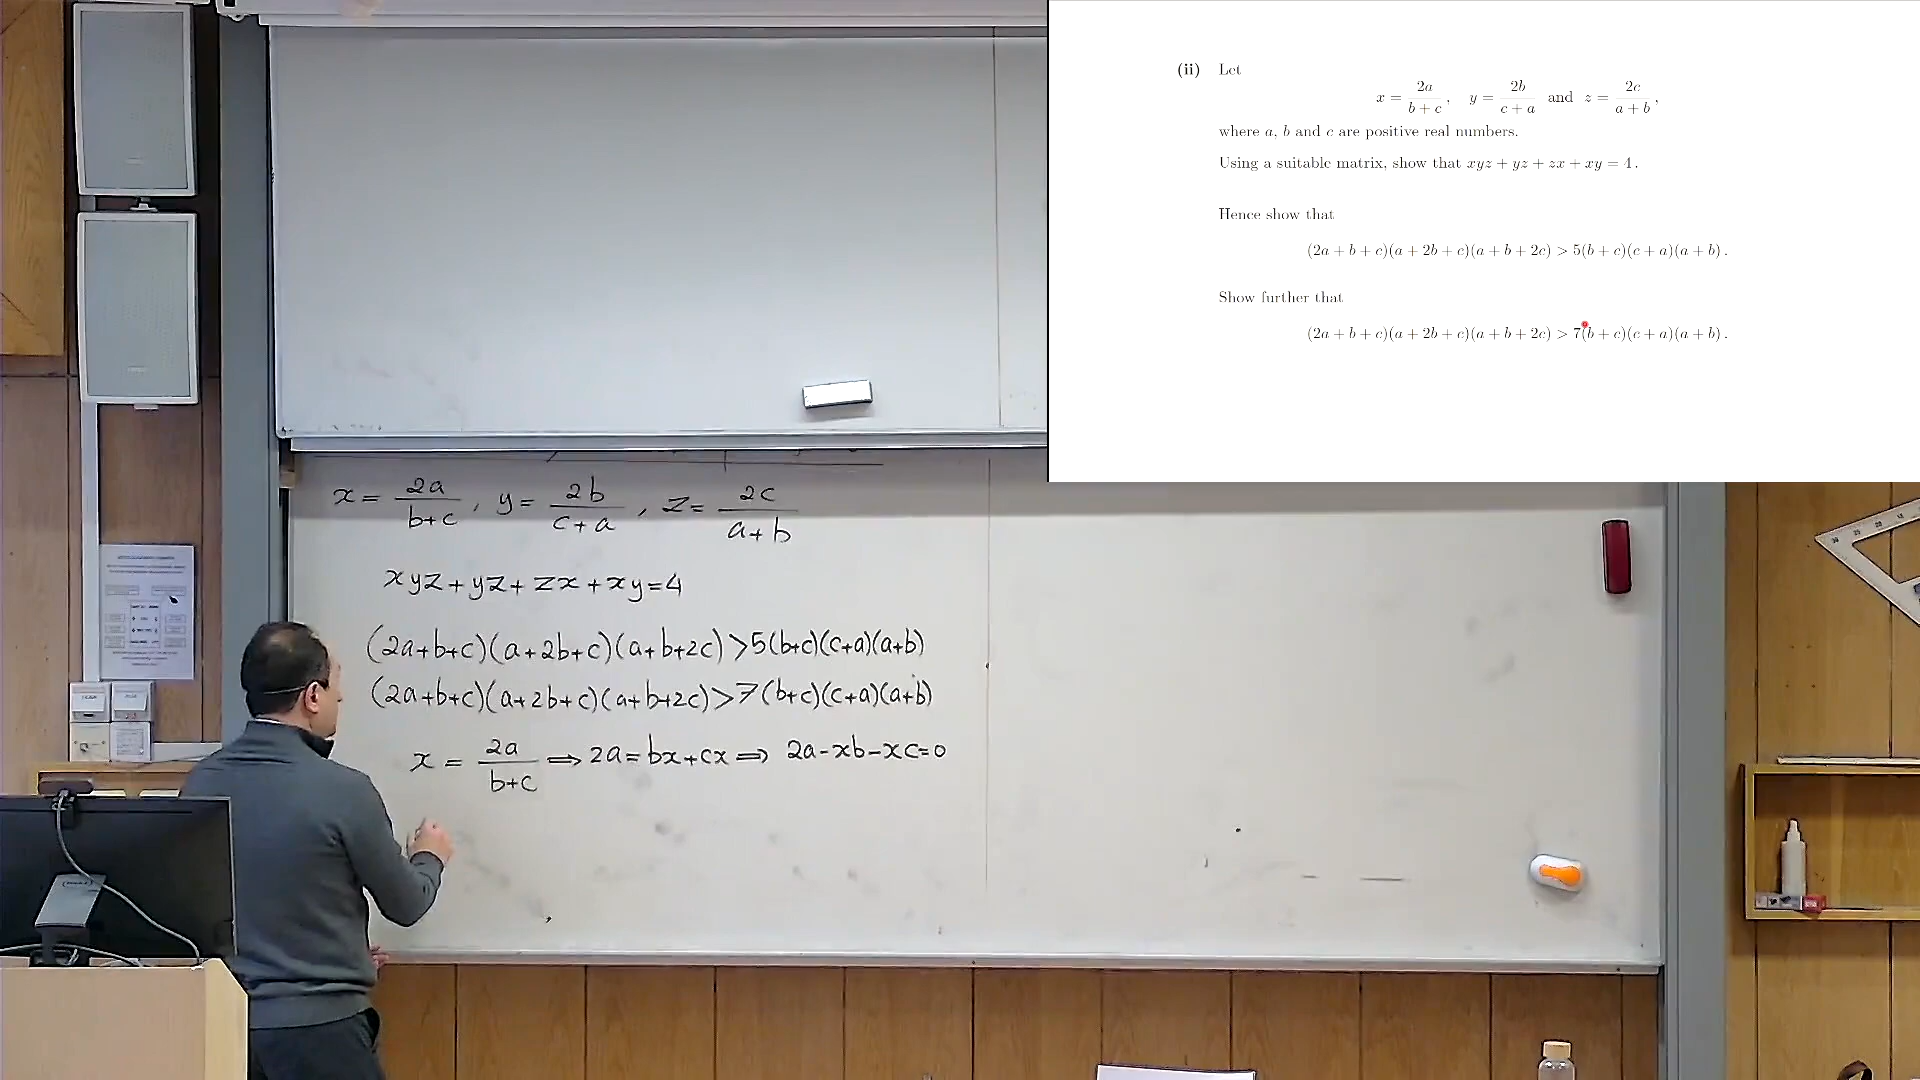 (ii) Let
x = 2a/(b + c), y = 2b/(c + a) and z = 2c/(a + b),
where a, b and c are positive real numbers.
Using a suitable matrix, show that xyz + yz + zx + xy = 4.
Hence show that
(2a + b + c)(a + 2b + c)(a + b + 2c) > 5(b + c)(c + a)(a + b).
Show further that
(2a + b + c)(a + 2b + c)(a + b + 2c) > 7(b + c)(c + a)(a + b).
x = 2a/(b+c), y = 2b/(c+a), z = 2c/(a+b)
xyz + yz + zx + xy = 4
(2a+b+c)(a+2b+c)(a+b+2c) > 5(b+c)(c+a)(a+b)
(2a+b+c)(a+2b+c)(a+b+2c) > 7(b+c)(c+a)(a+b)
x = 2a/(b+c) ⟹ 2a = bx + cx ⟹ 2a - xb - xc = 0